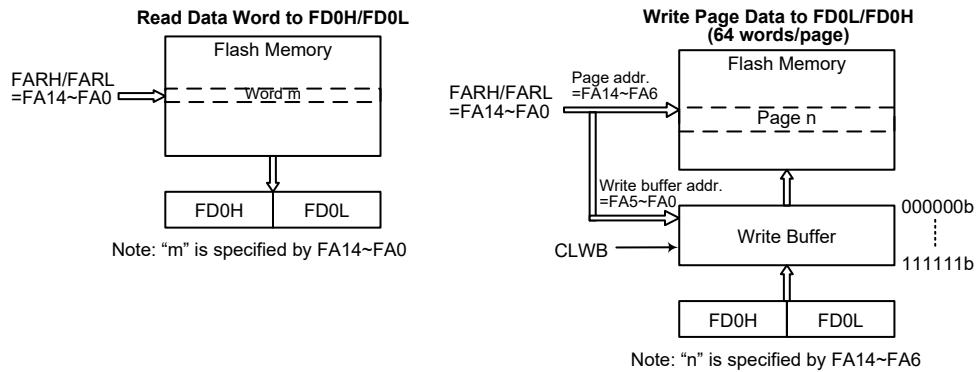 Read Data Word to FD0H/FD0L
Flash Memory
FARH/FARL
=FA14~FA0
Word m
FD0H
FD0L
Note: “m” is specified by FA14~FA0
Write Page Data to FD0L/FD0H
(64 words/page)
Flash Memory
Page addr.
=FA14~FA6
FARH/FARL
=FA14~FA0
Page n
Write buffer addr.
=FA5~FA0
000000b
Write Buffer
CLWB
111111b
FD0H
FD0L
Note: “n” is specified by FA14~FA6